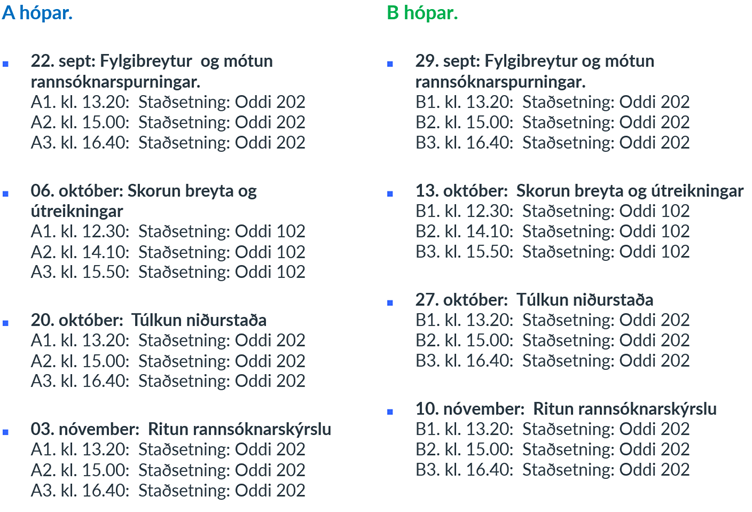 A hópar.
22. sept: Fylgibreytur og mótun
rannsóknarspurningar.
A1. kl. 13.20: Staðsetning: Oddi 202
A2. kl. 15.00: Staðsetning: Oddi 202
A3. kl. 16.40: Staðsetning: Oddi 202
06. október: Skorun breyta og
útreikningar
A1. kl. 12.30: Staðsetning: Oddi 102
A2. kl. 14.10: Staðsetning: Oddi 102
A3. kl. 15.50: Staðsetning: Oddi 102
20. október: Túlkun niðurstaða
A1. kl. 13.20: Staðsetning: Oddi 202
A2. kl. 15.00: Staðsetning: Oddi 202
A3. kl. 16.40: Staðsetning: Oddi 202
03. nóvember: Ritun rannsóknarskýrslu
A1. kl. 13.20: Staðsetning: Oddi 202
A2. kl. 15.00: Staðsetning: Oddi 202
A3. kl. 16.40: Staðsetning: Oddi 202
B hópar.
29. sept: Fylgibreytur og mótun
rannsóknarspurningar.
B1. kl. 13.20: Staðsetning: Oddi 202
B2. kl. 15.00: Staðsetning: Oddi 202
B3. kl. 16.40: Staðsetning: Oddi 202
13. október: Skorun breyta og útreikningar
B1. kl. 12.30: Staðsetning: Oddi 102
B2. kl. 14.10: Staðsetning: Oddi 102
B3. kl. 15.50: Staðsetning: Oddi 102
27. október: Túlkun niðurstaða
B1. kl. 13.20: Staðsetning: Oddi 202
B2. kl. 15.00: Staðsetning: Oddi 202
B3. kl. 16.40: Staðsetning: Oddi 202
10. nóvember: Ritun rannsóknarskýrslu
B1. kl. 13.20: Staðsetning: Oddi 202
B2. kl. 15.00: Staðsetning: Oddi 202
B3. kl. 16.40: Staðsetning: Oddi 202